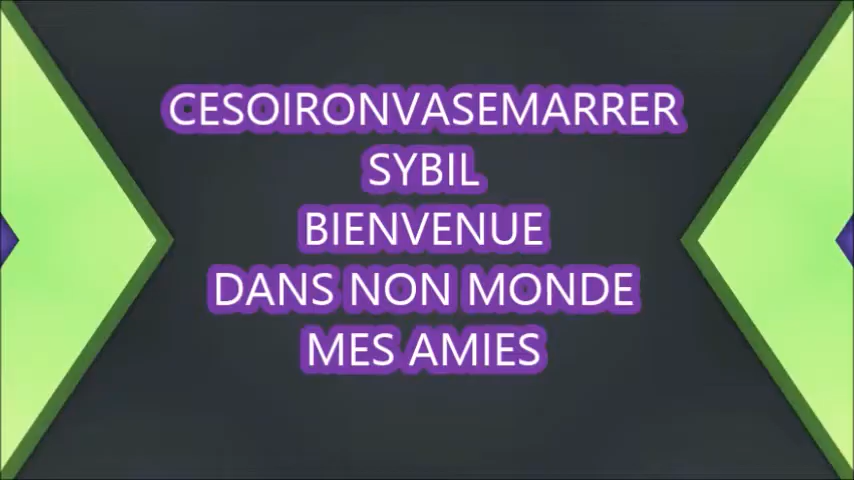 CESOIRONVASEMARRER
SYBIL
BIENVENUE
DANS NON MONDE
MES AMIES